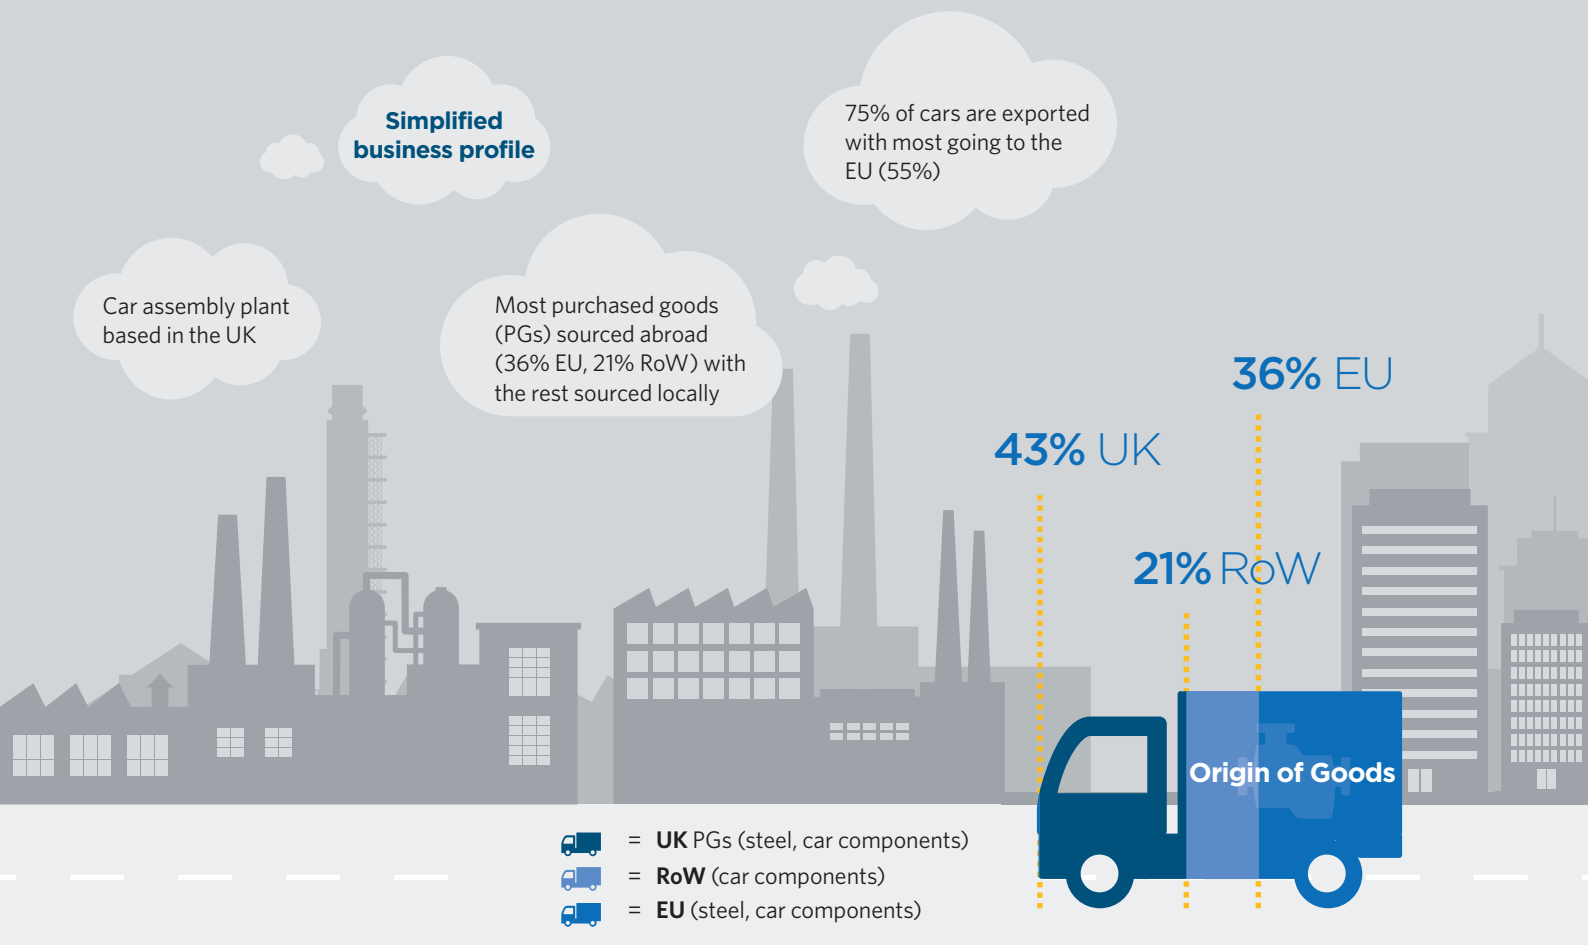 Simplified
business profile
75% of cars are exported
with most going to the
EU (55%)
Car assembly plant
based in the UK
Most purchased goods
(PGs) sourced abroad
(36% EU, 21% RoW) with
the rest sourced locally
36% EU
43% UK
21% RoW
Origin of Goods
= UK PGs (steel, car components)
= RoW (car components)
= EU (steel, car components)